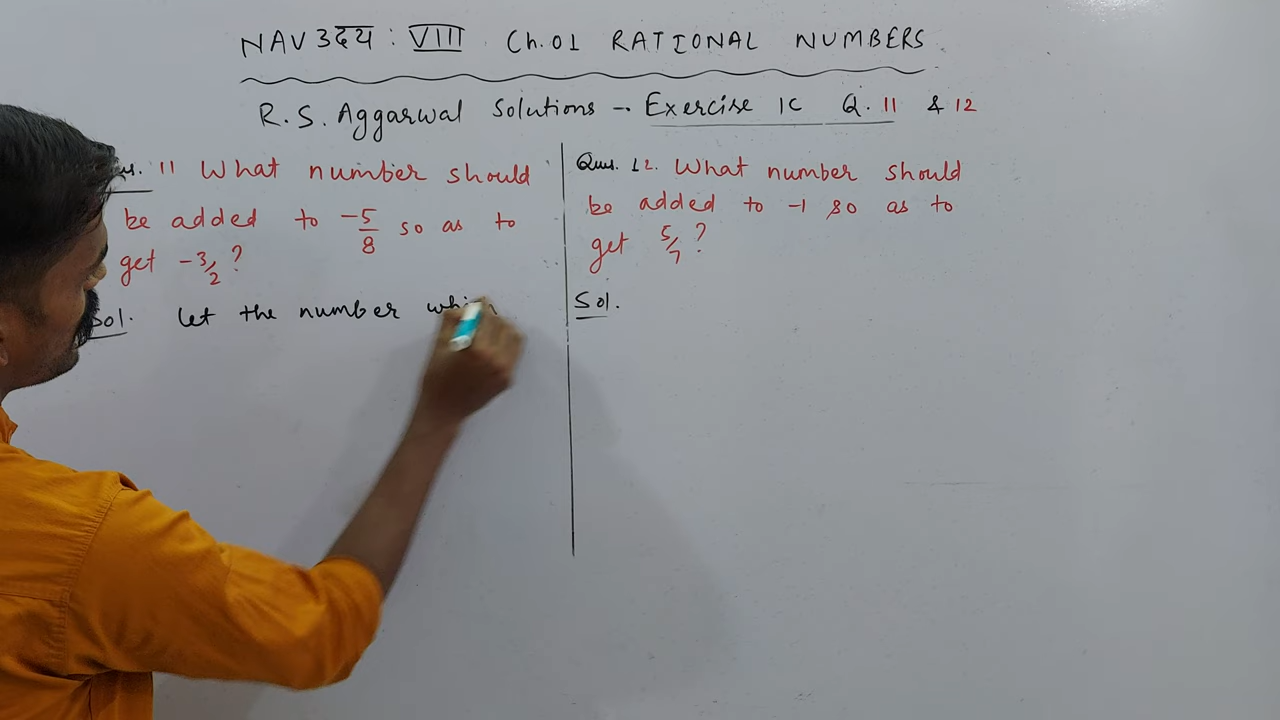 NAVउदय : VIII Ch.01 RATIONAL NUMBERS
R.S. Aggarwal Solutions -- Exercise 1C Q. 11 & 12
11 What number should
be added to -5/8 so as to
get -3/2 ?
Sol. let the number
Ques. 12. What number should
be added to -1 so as to
get 5/7 ?
Sol.